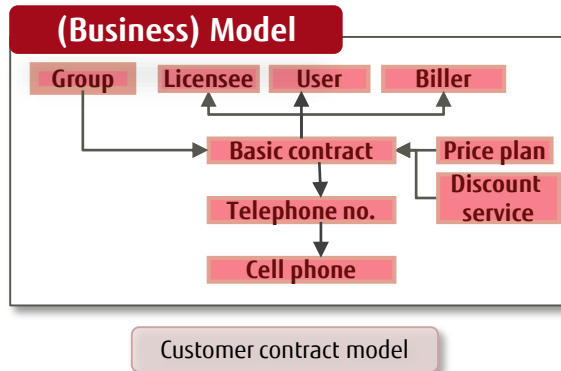 (Business) Model
Group
Licensee
User
Biller
Basic contract
Price plan
Discount
service
Telephone no.
Cell phone
Customer contract model